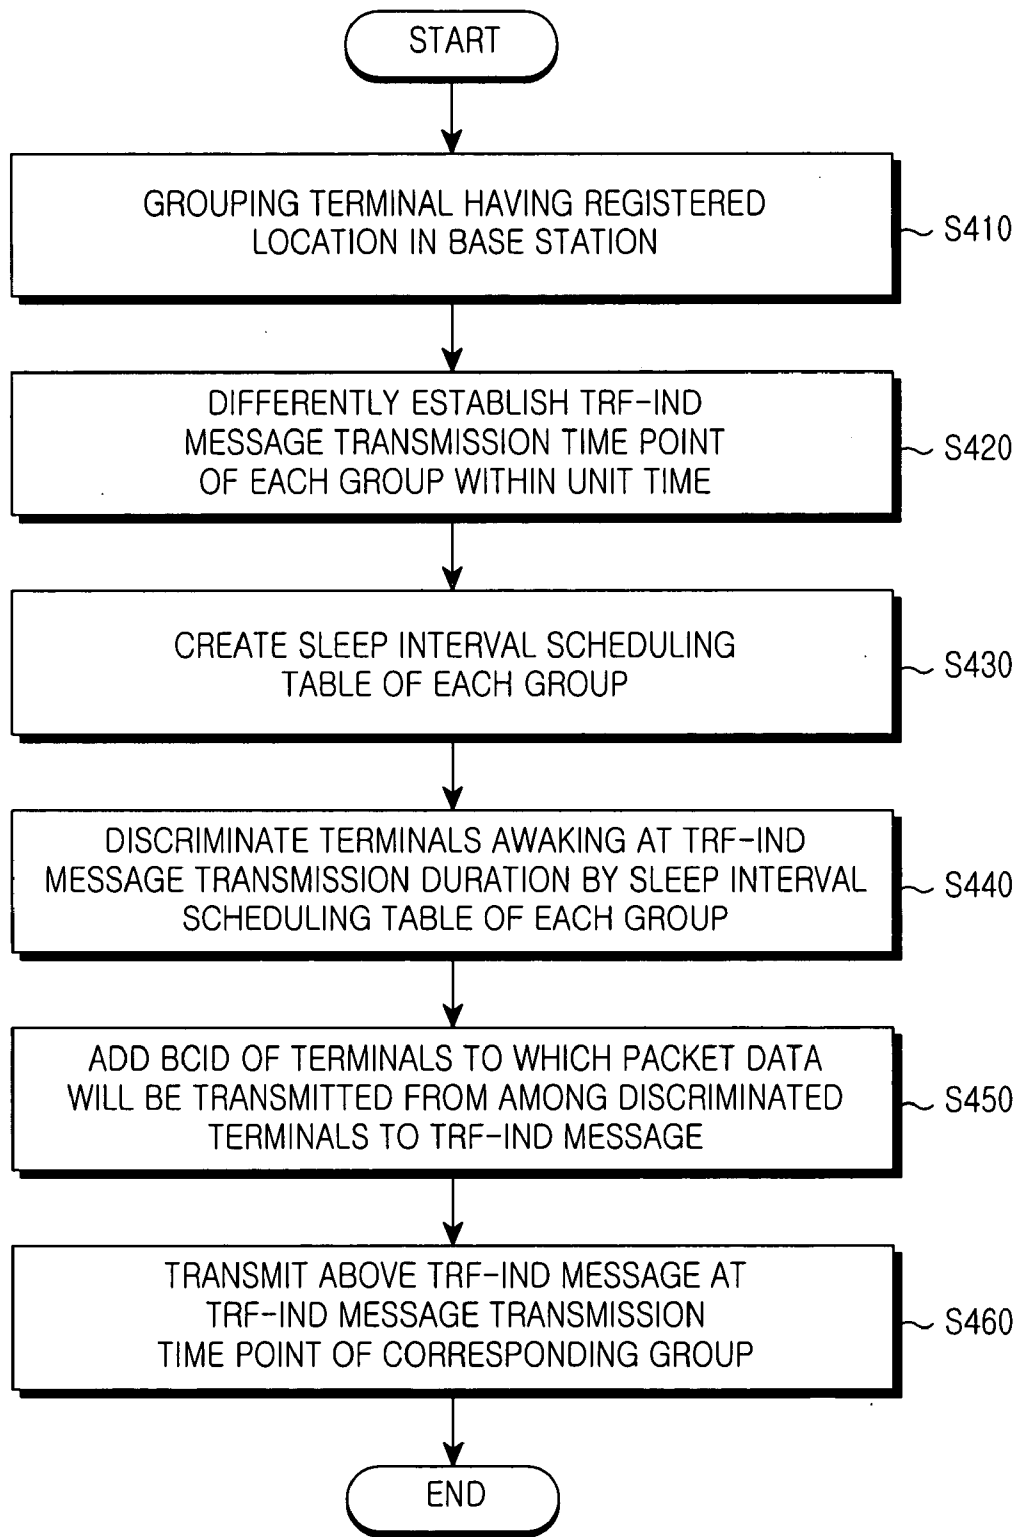 START
GROUPING TERMINAL HAVING REGISTERED
LOCATION IN BASE STATION
S410
DIFFERENTLY ESTABLISH TRF-IND
MESSAGE TRANSMISSION TIME POINT
OF EACH GROUP WITHIN UNIT TIME
S420
CREATE SLEEP INTERVAL SCHEDULING
TABLE OF EACH GROUP
S430
DISCRIMINATE TERMINALS AWAKING AT TRF-IND
MESSAGE TRANSMISSION DURATION BY SLEEP INTERVAL
SCHEDULING TABLE OF EACH GROUP
S440
ADD BCID OF TERMINALS TO WHICH PACKET DATA
WILL BE TRANSMITTED FROM AMONG DISCRIMINATED
TERMINALS TO TRF-IND MESSAGE
S450
TRANSMIT ABOVE TRF-IND MESSAGE AT
TRF-IND MESSAGE TRANSMISSION
TIME POINT OF CORRESPONDING GROUP
S460
END